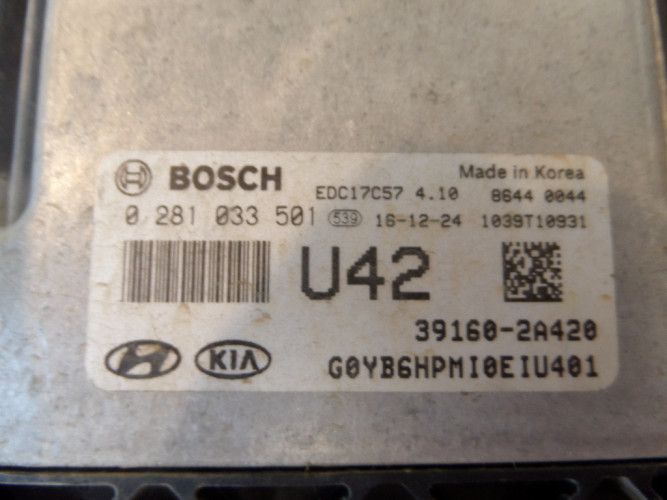 BOSCH Made in Korea
EDC17C57 4.10 8644 0044
0 281 033 501 539 16-12-24 1039T10931
U42
39160-2A420
KIA G0YB6HPMI0EIU401